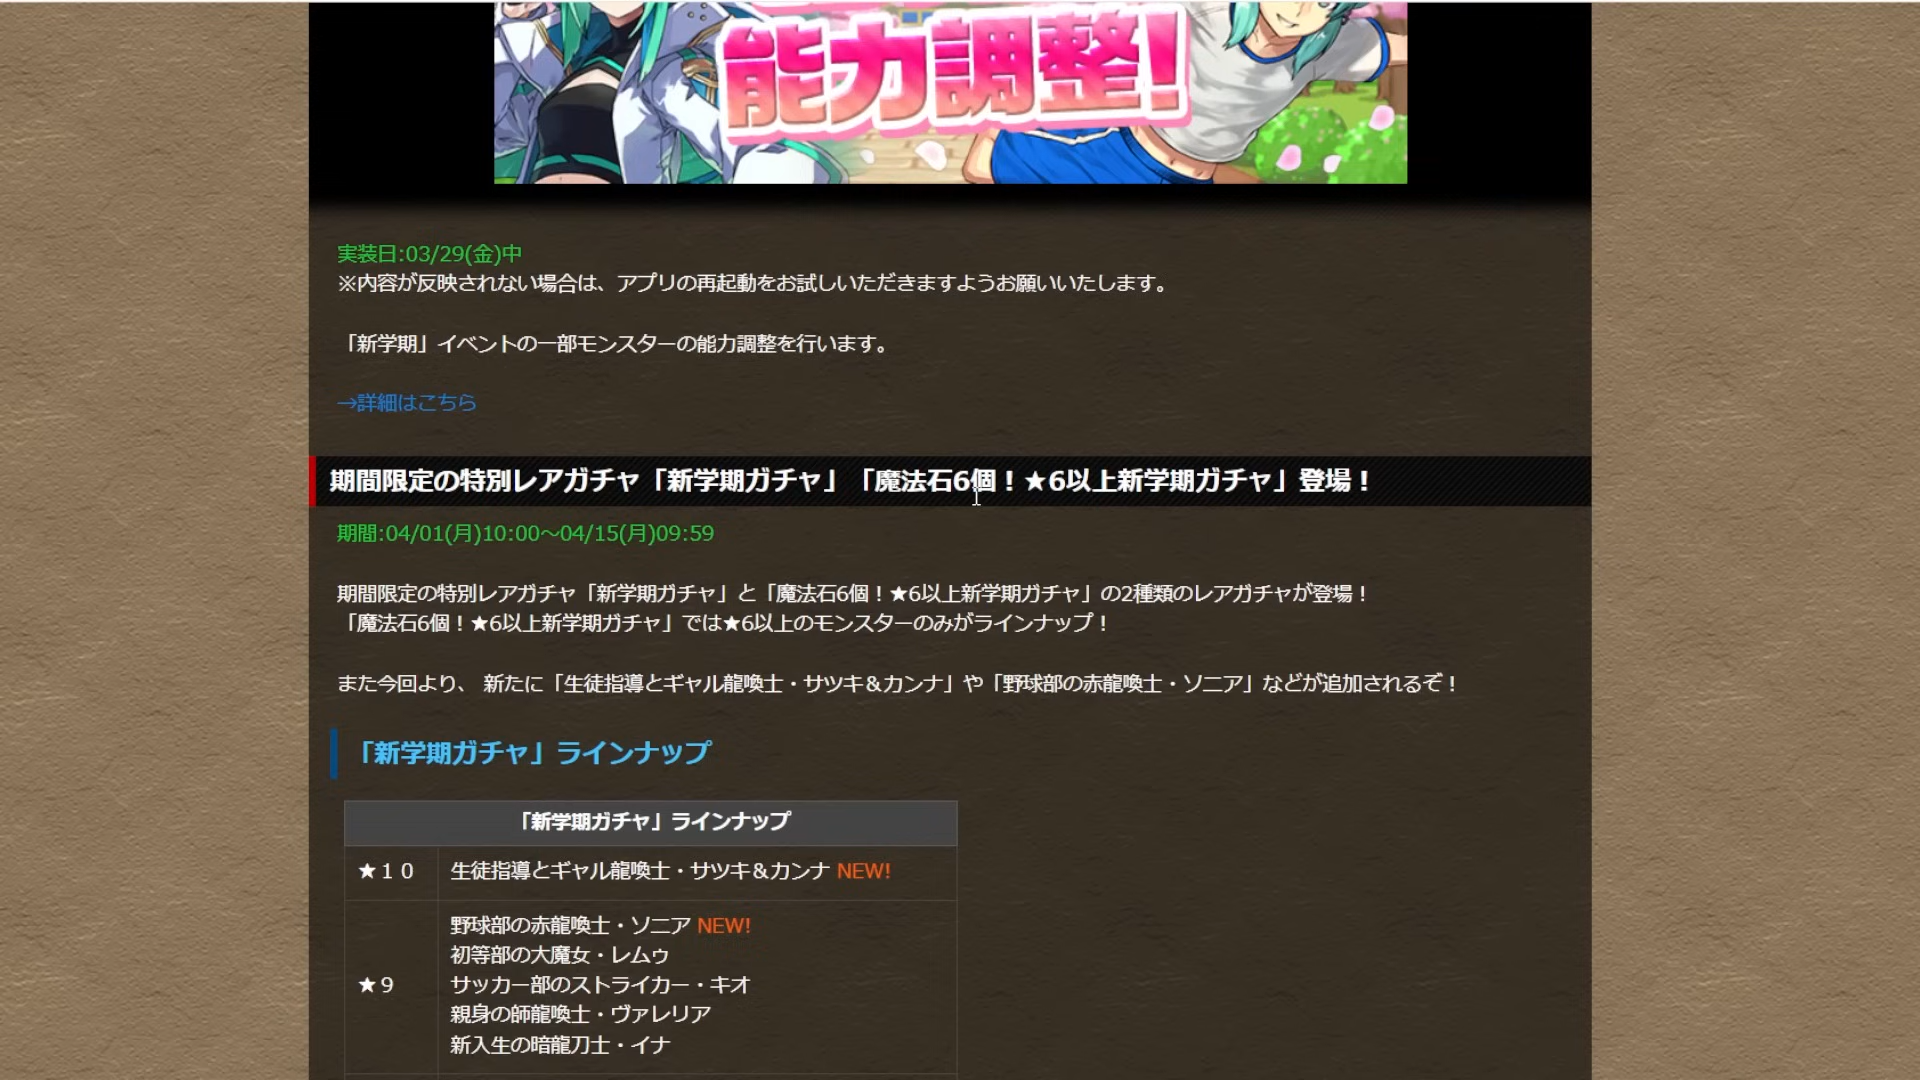 能力調整!
実装日:03/29(金)中
※内容が反映されない場合は、アプリの再起動をお試しいただきますようお願いいたします。
「新学期」イベントの一部モンスターの能力調整を行います。
→詳細はこちら
期間限定の特別レアガチャ「新学期ガチャ」「魔法石6個！★6以上新学期ガチャ」登場！
期間:04/01(月)10:00～04/15(月)09:59
期間限定の特別レアガチャ「新学期ガチャ」と「魔法石6個！★6以上新学期ガチャ」の2種類のレアガチャが登場！
「魔法石6個！★6以上新学期ガチャ」では★6以上のモンスターのみがラインナップ！
また今回より、 新たに「生徒指導とギャル龍喚士・サツキ＆カンナ」や「野球部の赤龍喚士・ソニア」などが追加されるぞ！
「新学期ガチャ」ラインナップ
「新学期ガチャ」ラインナップ
★１０ 生徒指導とギャル龍喚士・サツキ＆カンナ NEW!
野球部の赤龍喚士・ソニア NEW!
初等部の大魔女・レムゥ
★９ サッカー部のストライカー・キオ
親身の師龍喚士・ヴァレリア
新入生の暗龍刀士・イナ